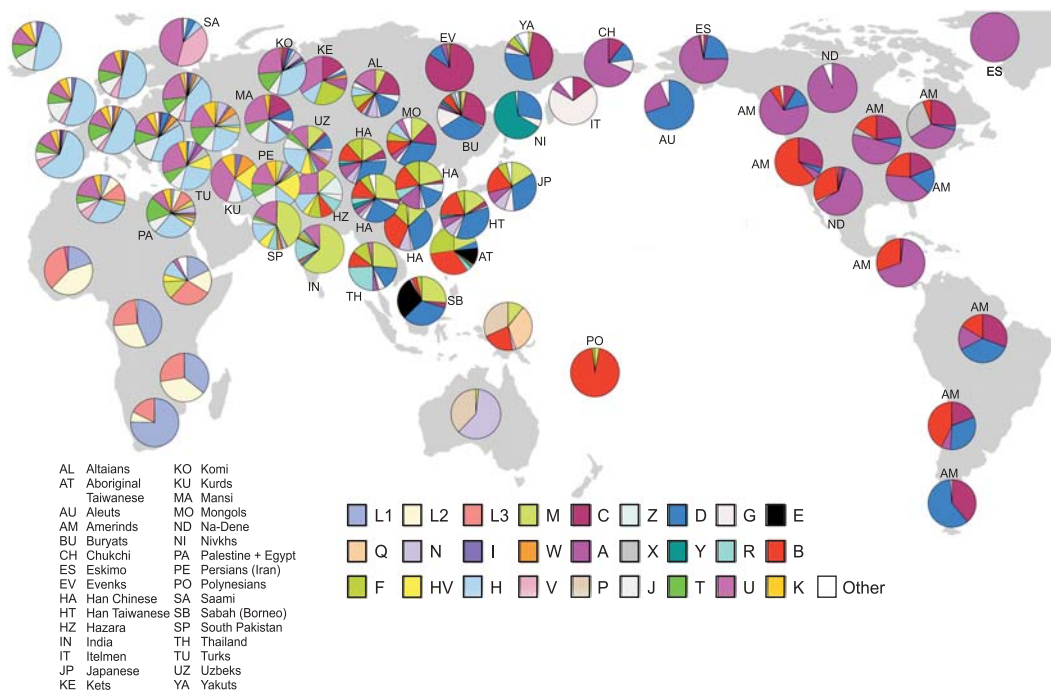 SA
KO
KE
EV
YA
CH
ES
ND
ES
AL
AM
AM
AM
MA
HA
MO
IT
AU
UZ
BU
NI
AM
PE
HA
JP
AM
TU
KU
HZ
HA
HT
ND
PA
SP
HA
AT
AM
IN
TH
SB
PO
AM
AM
AM
AL Altaians KO Komi
AT Aboriginal KU Kurds
Taiwanese MA Mansi
AU Aleuts MO Mongols
AM Amerinds ND Na-Dene
BU Buryats NI Nivkhs
CH Chukchi PA Palestine + Egypt
ES Eskimo PE Persians (Iran)
EV Evenks PO Polynesians
HA Han Chinese SA Saami
HT Han Taiwanese SB Sabah (Borneo)
HZ Hazara SP South Pakistan
IN India TH Thailand
IT Itelmen TU Turks
JP Japanese UZ Uzbeks
KE Kets YA Yakuts
L1 L2 L3 M C Z D G E
Q N I W A X Y R B
F HV H V P J T U K Other